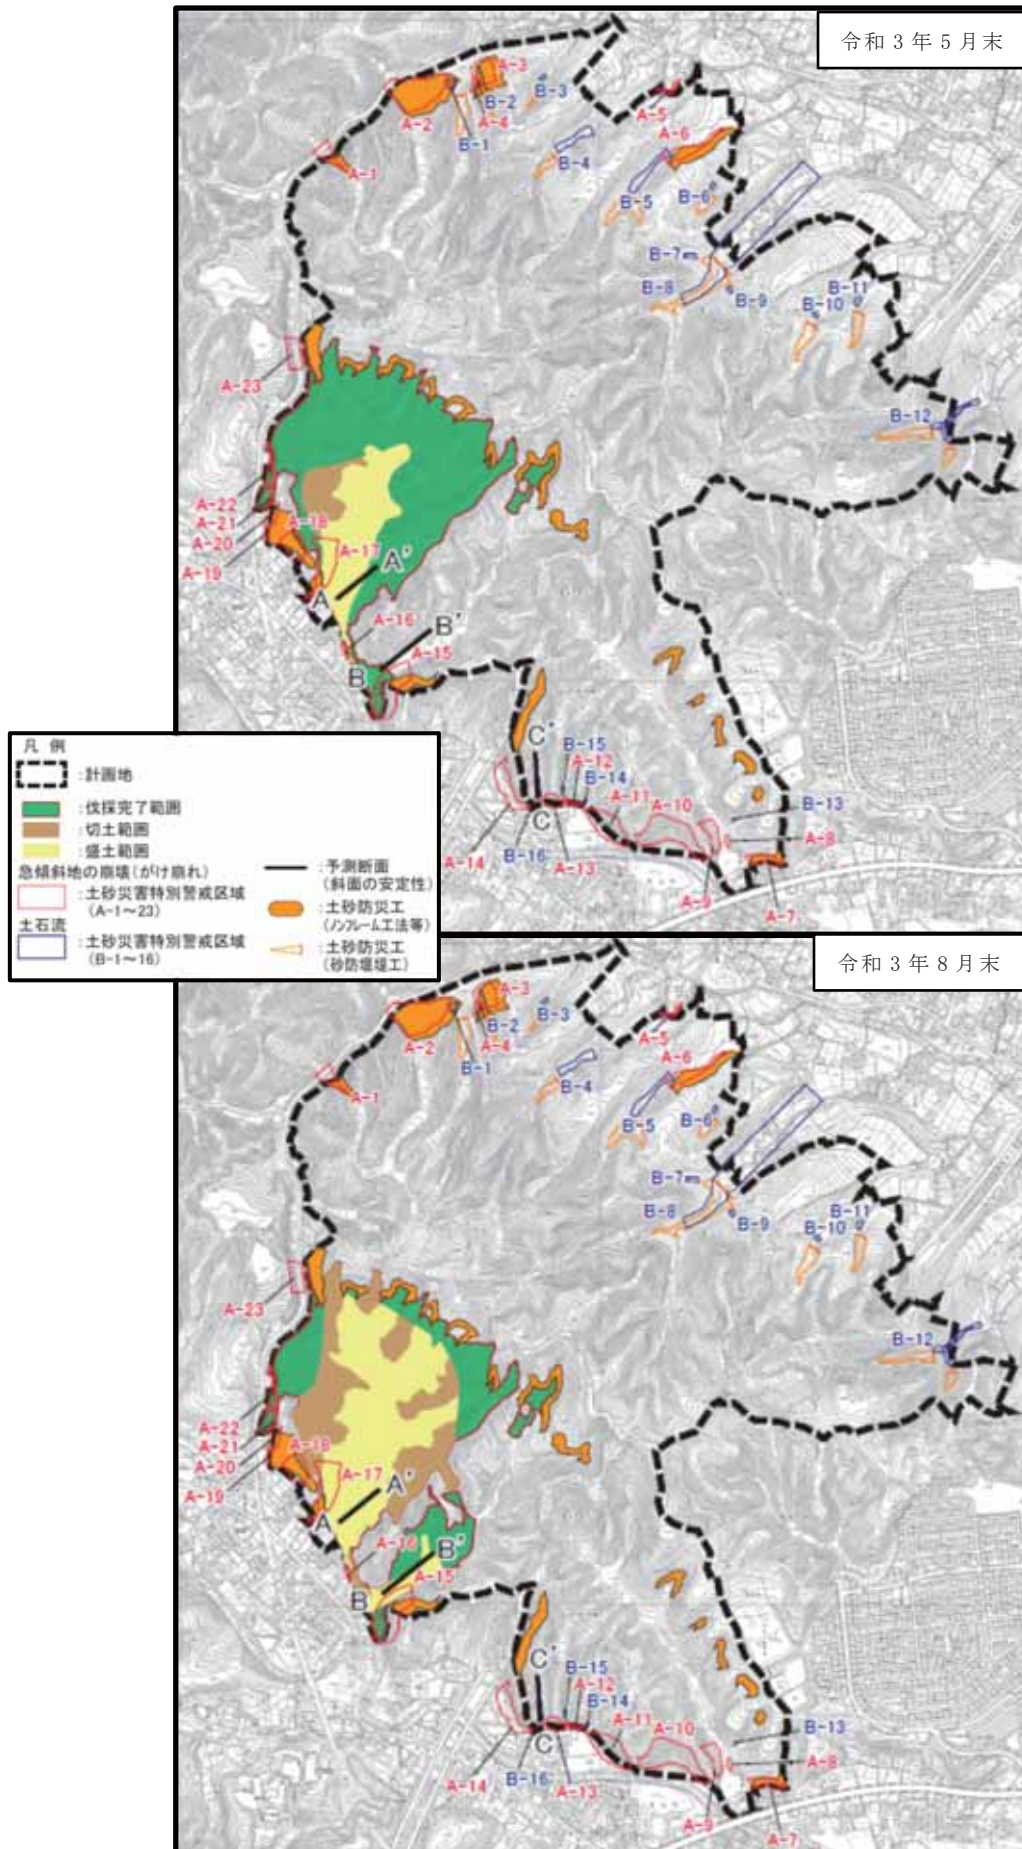 令和3年5月末
A-3
B-3
A-2
B-2
A-4
B-1
A-5
A-6
B-4
A-1
B-5
B-6
B-7
B-8
B-9
B-11
B-10
A-23
B-12
A-22
A-21
A-18
A-20
A-17
A'
A-19
A
A-16
B'
A-15
B
C'
B-15
A-12
B-14
A-11
A-10
B-13
C
A-14
B-16
A-13
A-8
A-9
A-7
凡 例
:計画地
:伐採完了範囲
:切土範囲
:盛土範囲
急傾斜地の崩壊(がけ崩れ)
:土砂災害特別警戒区域
(A-1~23)
土石流
:土砂災害特別警戒区域
(B-1~16)
:予測断面
(斜面の安定性)
:土砂防災工
(ノンフレーム工法等)
:土砂防災工
(砂防堰堤工)
令和3年8月末
A-3
B-3
A-2
B-2
A-4
B-1
A-5
A-6
B-4
A-1
B-5
B-6
B-7
B-8
B-9
B-11
B-10
A-23
B-12
A-22
A-21
A-18
A-20
A-17
A'
A-19
A
A-16
B'
A-15
B
C'
B-15
A-12
B-14
A-11
A-10
B-13
C
A-14
B-16
A-13
A-8
A-9
A-7